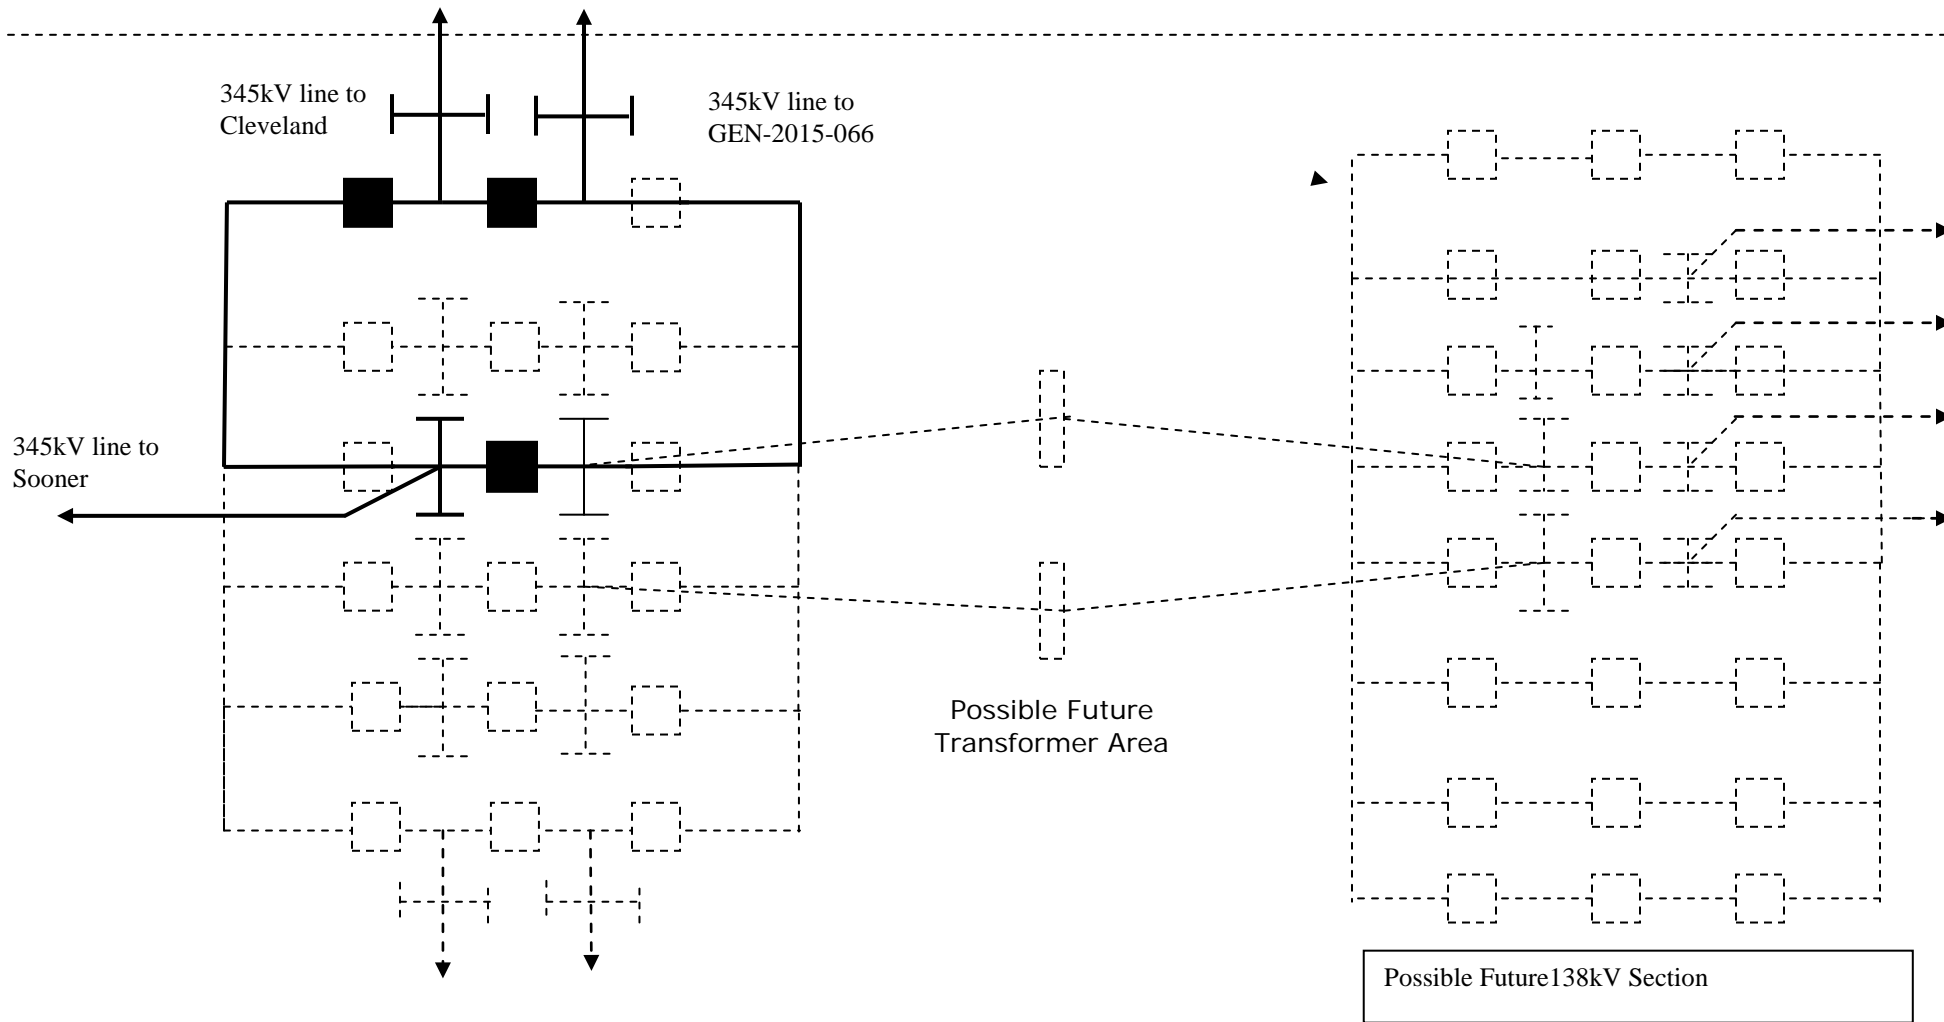 345kV line to
Cleveland
345kV line to
GEN-2015-066
345kV line to
Sooner
Possible Future
Transformer Area
Possible Future138kV Section